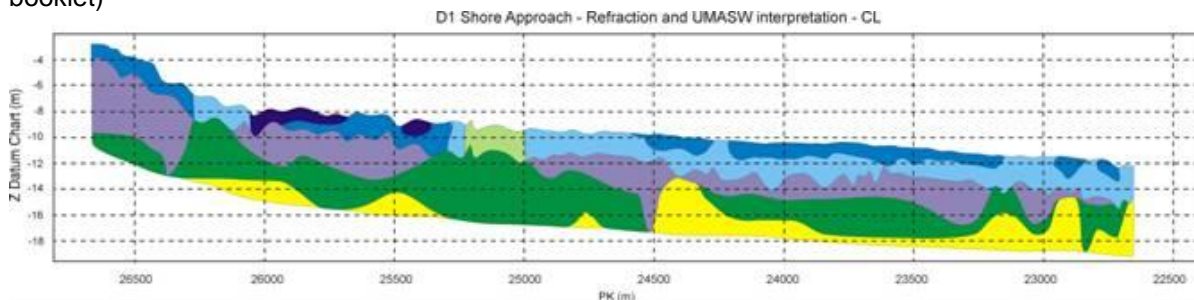 booklet)
D1 Shore Approach - Refraction and UMASW interpretation - CL
Z Datum Chart (m)
-4
-6
-8
-10
-12
-14
-16
-18
26500 26000 25500 25000 24500 24000 23500 23000 22500
PK (m)